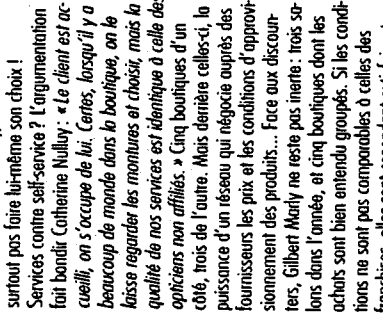 surtout pas faire lui-même son choix !
Services contre self-service ? L'argumentation
fait bondir Catherine Nulluy : « Le client est ac-
cueilli, on s'occupe de lui. Certes, lorsqu'il y a
beaucoup de monde dans la boutique, on le
laisse regarder les montures et choisir, mais la
qualité de nos services est identique à celle des
opticiens non affiliés. » Cinq boutiques d'un
côté, trois de l'autre. Mais derrière celles-ci, la
puissance d'un réseau qui négocie auprès des
fournisseurs les prix et les conditions d'approvi-
sionnement des produits... Face aux discoun-
ters, Gilbert Marly ne reste pas inerte : trois sa-
lons dans l'année, et cinq boutiques dont les
achats sont bien entendu groupés. Si les condi-
tions ne sont pas comparables à celles des